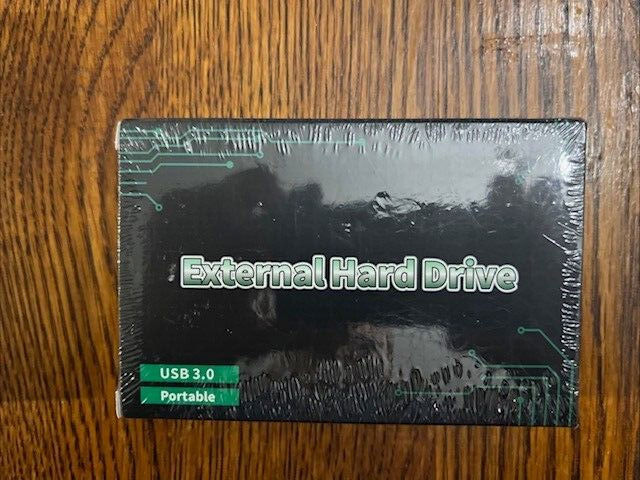 External Hard Drive
USB 3.0
Portable